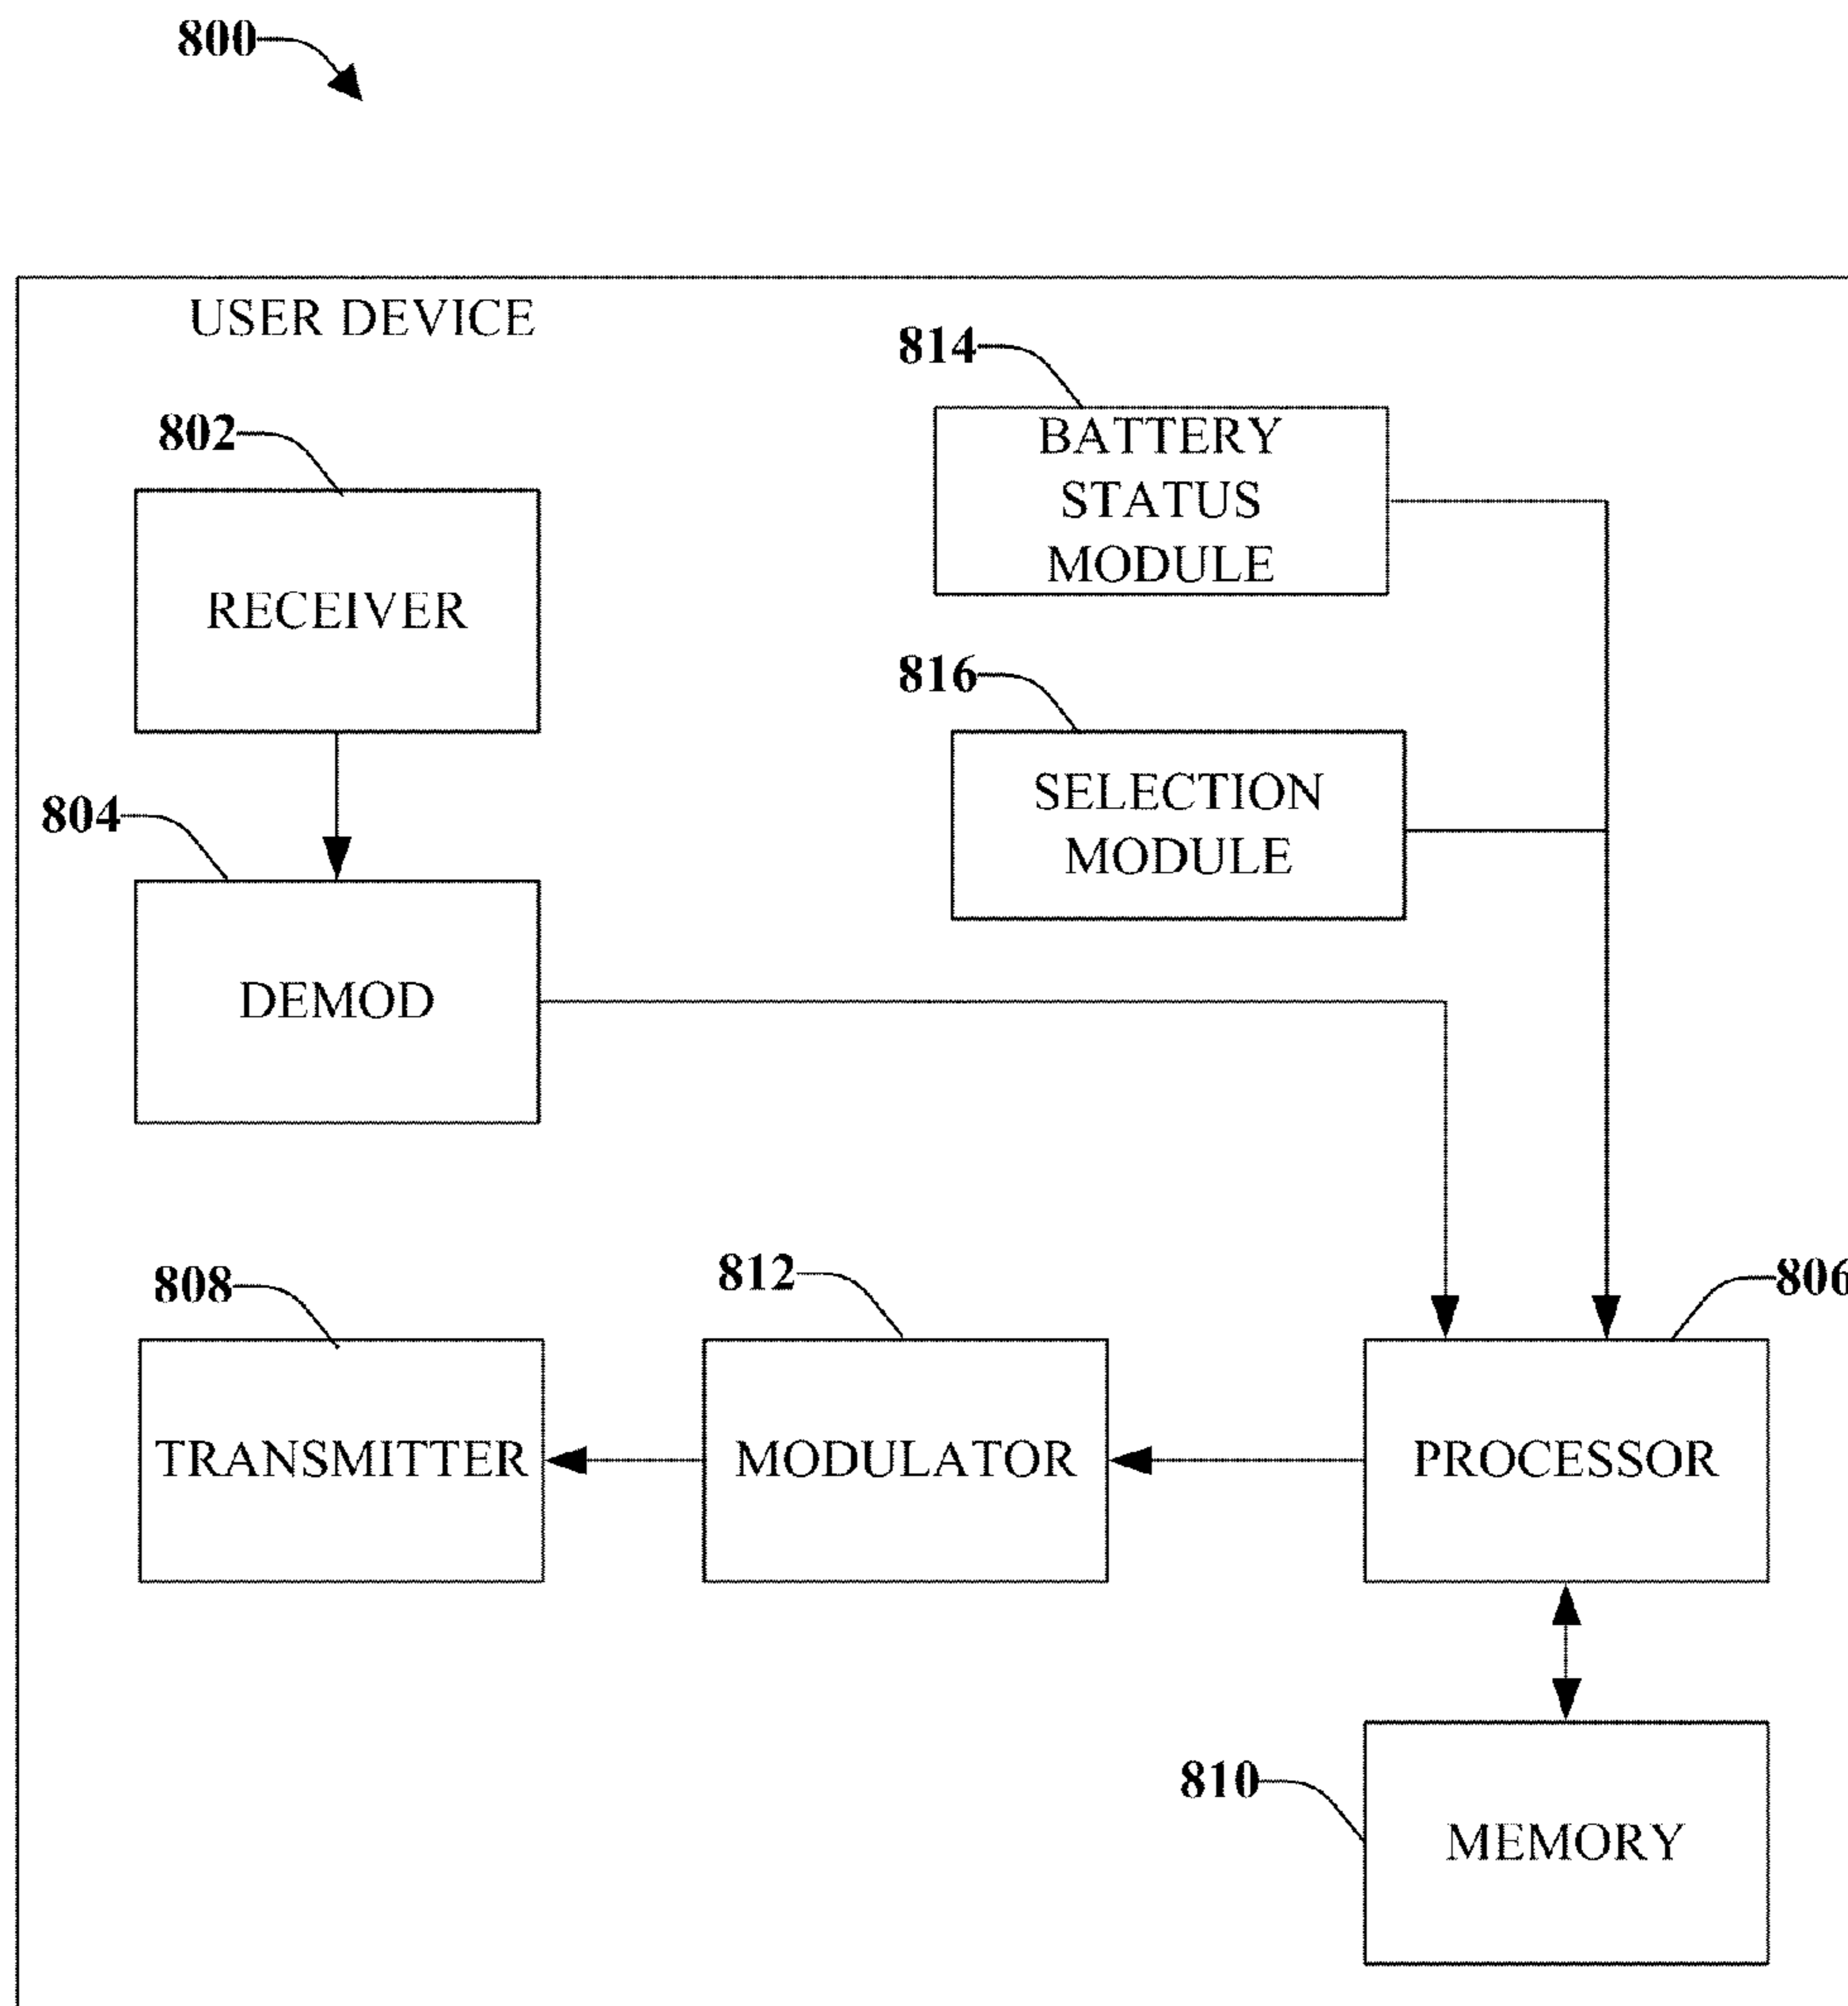 800
USER DEVICE
814
BATTERY
STATUS
MODULE
802
RECEIVER
816
SELECTION
MODULE
804
DEMOD
808
TRANSMITTER
812
MODULATOR
806
PROCESSOR
810
MEMORY